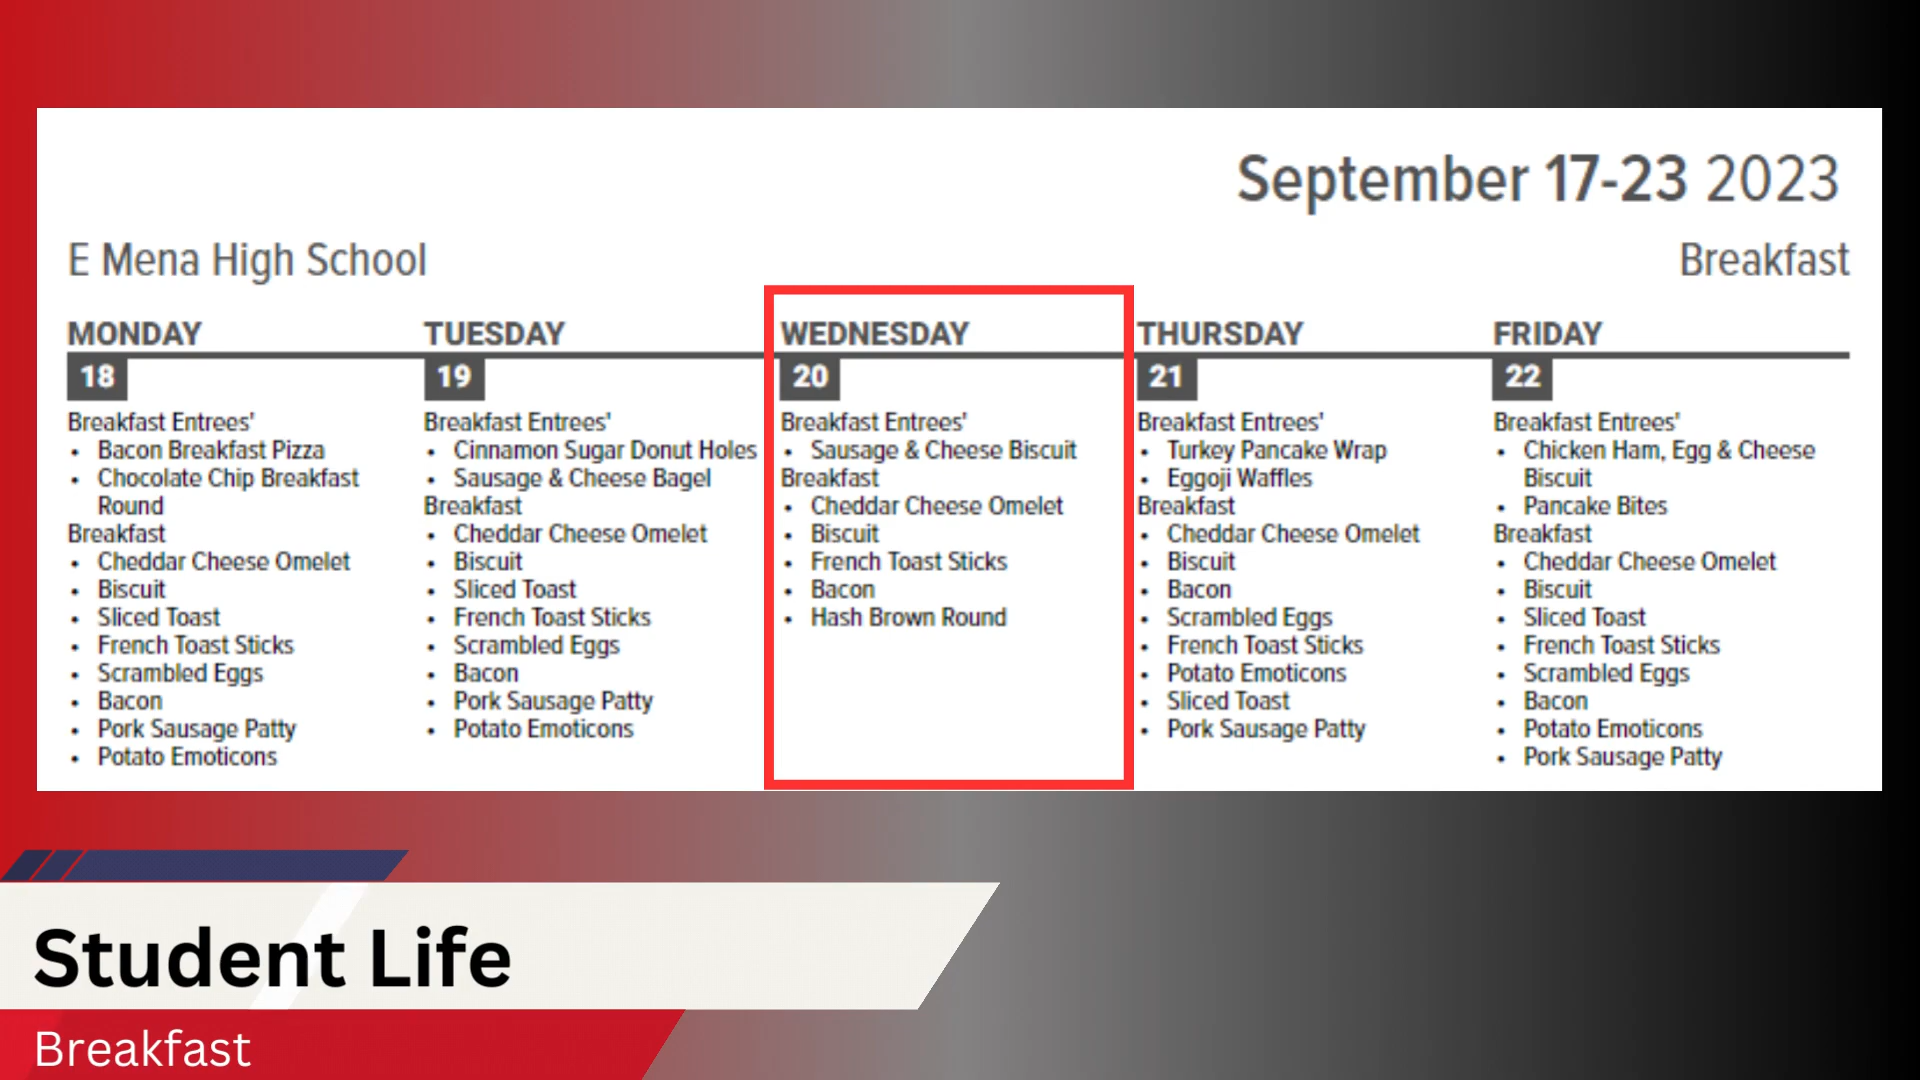 September 17-23 2023
E Mena High School
Breakfast
MONDAY
18
Breakfast Entrees'
• Bacon Breakfast Pizza
• Chocolate Chip Breakfast
Round
Breakfast
• Cheddar Cheese Omelet
• Biscuit
• Sliced Toast
• French Toast Sticks
• Scrambled Eggs
• Bacon
• Pork Sausage Patty
• Potato Emoticons
TUESDAY
19
Breakfast Entrees'
• Cinnamon Sugar Donut Holes
• Sausage & Cheese Bagel
Breakfast
• Cheddar Cheese Omelet
• Biscuit
• Sliced Toast
• French Toast Sticks
• Scrambled Eggs
• Bacon
• Pork Sausage Patty
• Potato Emoticons
WEDNESDAY
20
Breakfast Entrees'
• Sausage & Cheese Biscuit
Breakfast
• Cheddar Cheese Omelet
• Biscuit
• French Toast Sticks
• Bacon
• Hash Brown Round
THURSDAY
21
Breakfast Entrees'
• Turkey Pancake Wrap
• Eggoji Waffles
Breakfast
• Cheddar Cheese Omelet
• Biscuit
• Bacon
• Scrambled Eggs
• French Toast Sticks
• Potato Emoticons
• Sliced Toast
• Pork Sausage Patty
FRIDAY
22
Breakfast Entrees'
• Chicken Ham, Egg & Cheese
Biscuit
• Pancake Bites
Breakfast
• Cheddar Cheese Omelet
• Biscuit
• Sliced Toast
• French Toast Sticks
• Scrambled Eggs
• Bacon
• Potato Emoticons
• Pork Sausage Patty
Student Life
Breakfast